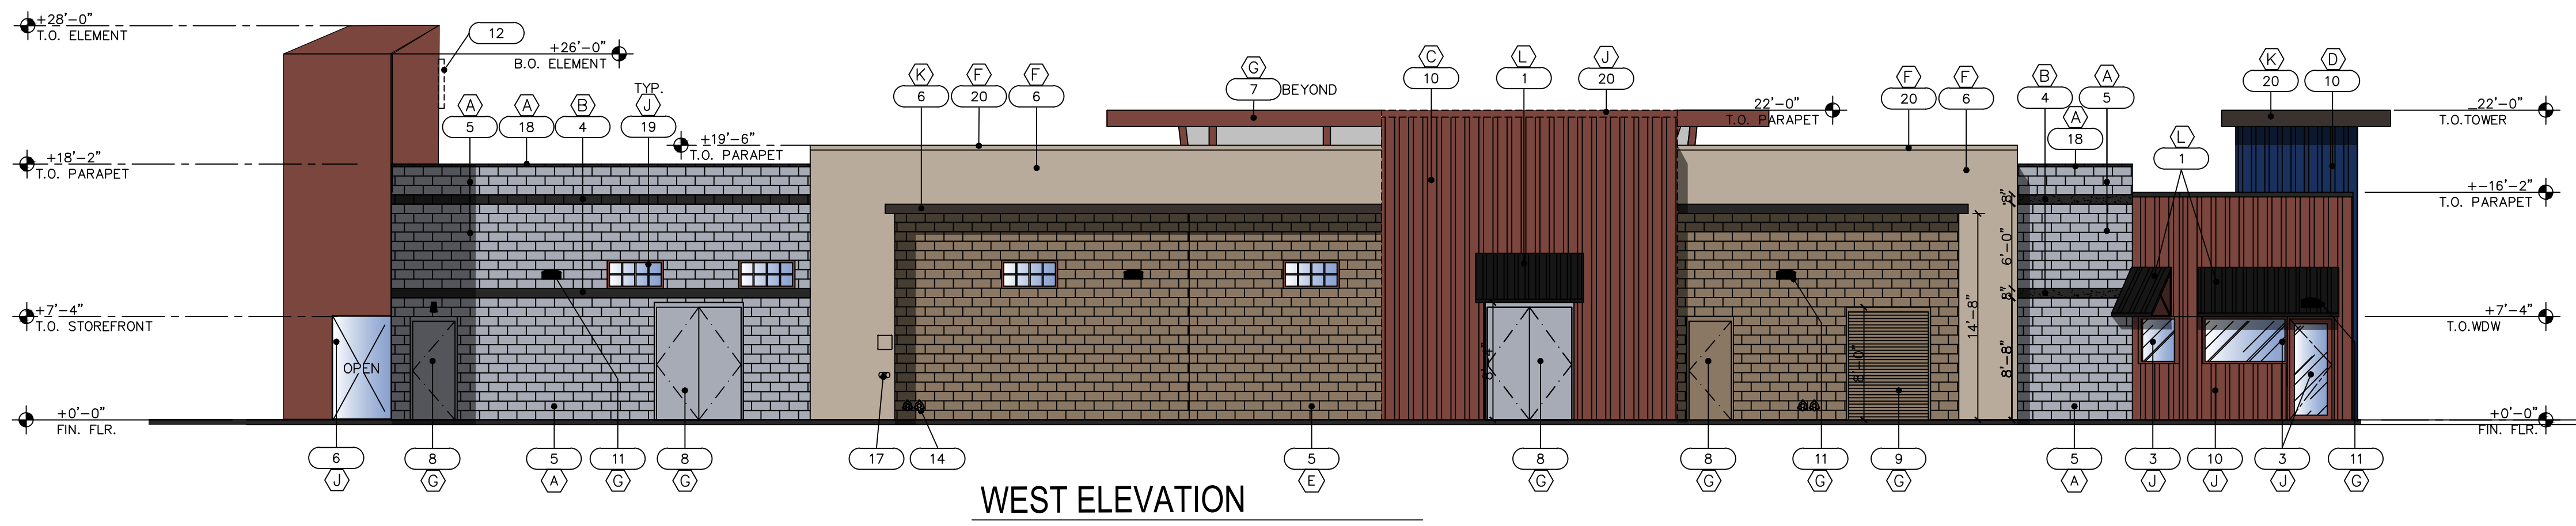 +28'-0"
T.O. ELEMENT
12
+26'-0"
B.O. ELEMENT
TYP.
A
5
A
18
B
4
J
19
+19'-6"
T.O. PARAPET
+18'-2"
T.O. PARAPET
K
6
F
20
F
6
G
7
BEYOND
C
10
L
1
J
20
22'-0"
T.O. PARAPET
F
20
F
6
B
4
A
5
A
18
K
20
D
10
L
1
-22'-0"
T.O.TOWER
+-16'-2"
T.O. PARAPET
8"
6'-0"
8"
8'-8"
14'-8"
8'-0"
+7'-4"
T.O. STOREFRONT
+7'-4"
T.O.WDW
OPEN
+0'-0"
FIN. FLR.
+0'-0"
FIN. FLR.
6
J
8
G
5
A
11
G
8
G
17
14
5
E
8
G
8
G
11
G
9
G
5
A
3
J
10
J
3
J
11
G
WEST ELEVATION